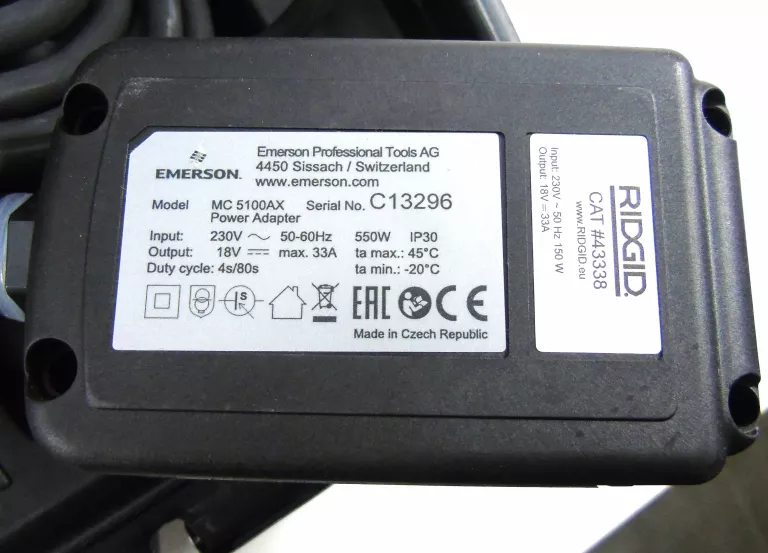 EMERSON.
Emerson Professional Tools AG
4450 Sissach / Switzerland
www.emerson.com
Model MC 5100AX Serial No. C13296
Power Adapter
Input: 230V ~ 50-60Hz 550W IP30
Output: 18V ⎓ max. 33A ta max.: 45°C
Duty cycle: 4s/80s ta min.: -20°C
S
EAC CE
Made in Czech Republic
RIDGID.
www.RIDGID.eu
CAT #43338
Input: 230V ~ 50 Hz 150 W
Output: 18V = 33A